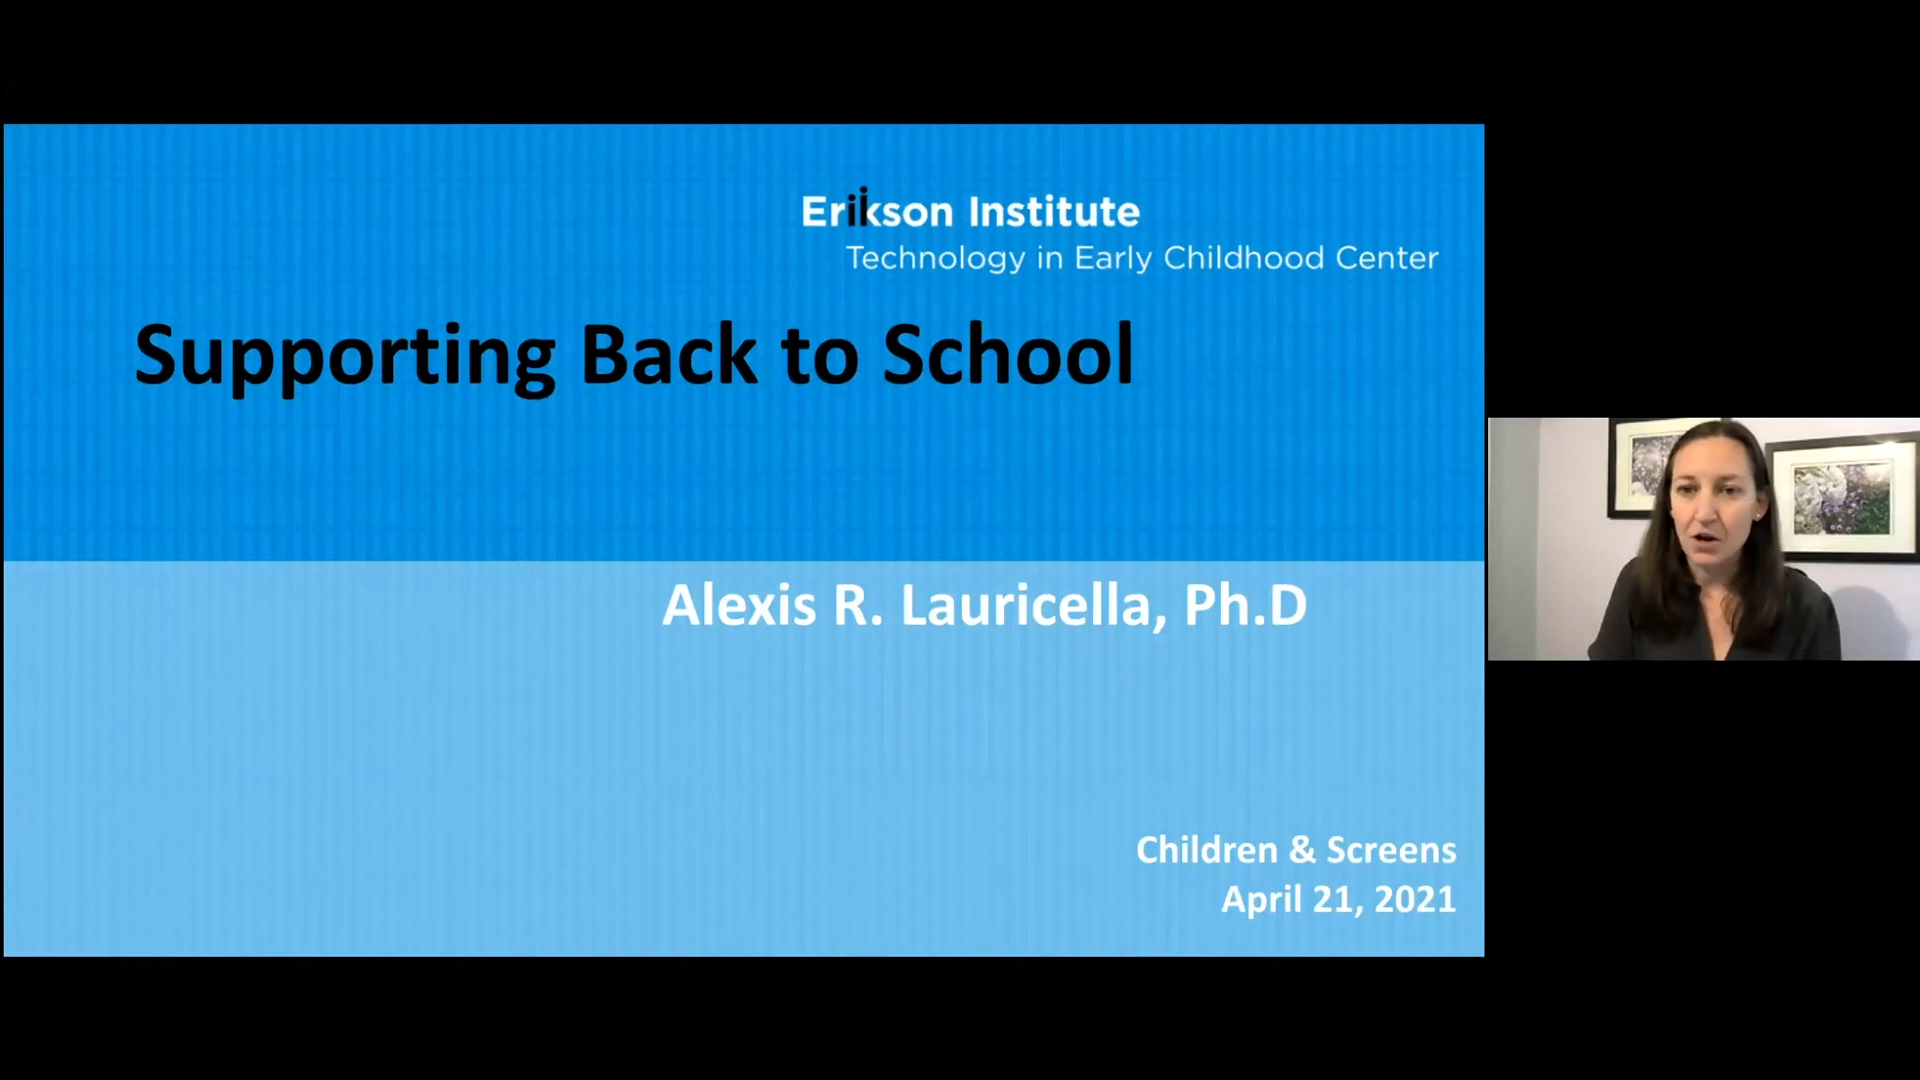 Erikson Institute
Technology in Early Childhood Center
Supporting Back to School
Alexis R. Lauricella, Ph.D
Children & Screens
April 21, 2021